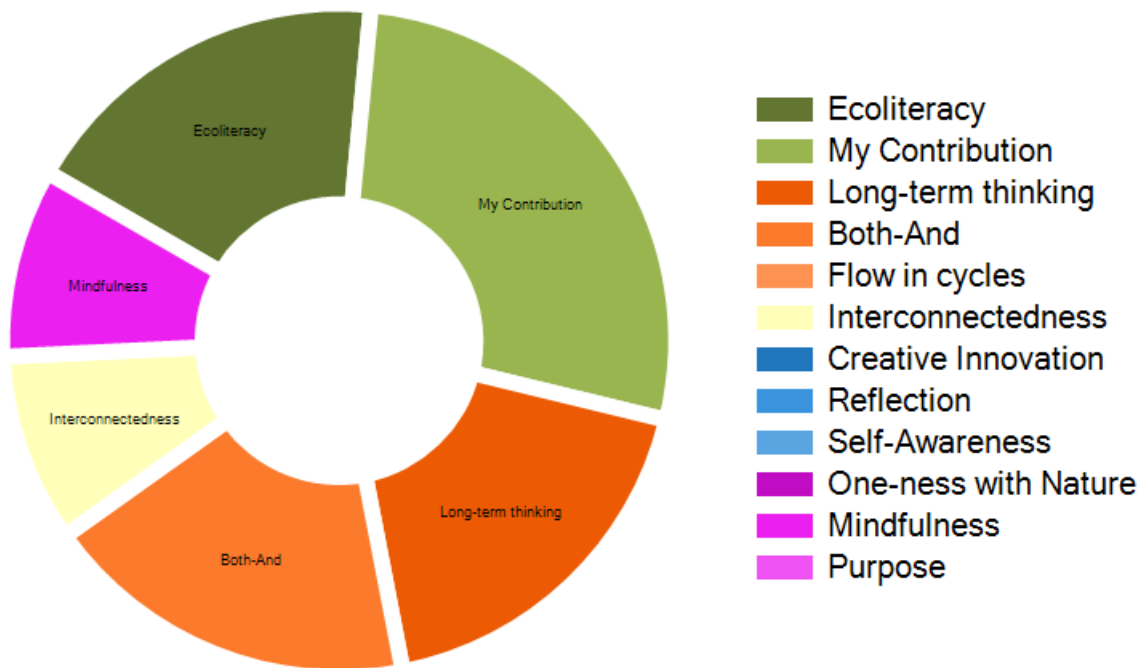 Ecoliteracy
My Contribution
Mindfulness
Interconnectedness
Long-term thinking
Both-And
Ecoliteracy
My Contribution
Long-term thinking
Both-And
Flow in cycles
Interconnectedness
Creative Innovation
Reflection
Self-Awareness
One-ness with Nature
Mindfulness
Purpose